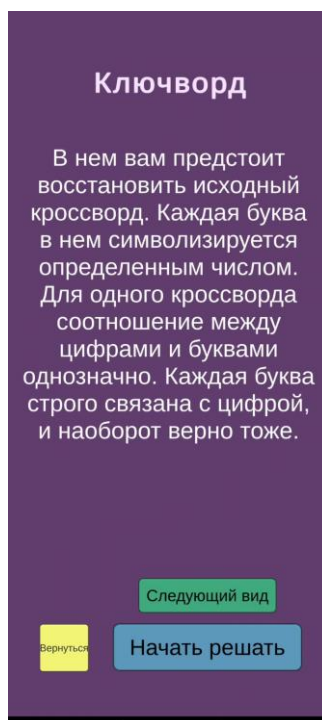 Ключворд
В нем вам предстоит
восстановить исходный
кроссворд. Каждая буква
в нем символизируется
определенным числом.
Для одного кроссворда
соотношение между
цифрами и буквами
однозначно. Каждая буква
строго связана с цифрой,
и наоборот верно тоже.
Следующий вид
Вернуться
Начать решать